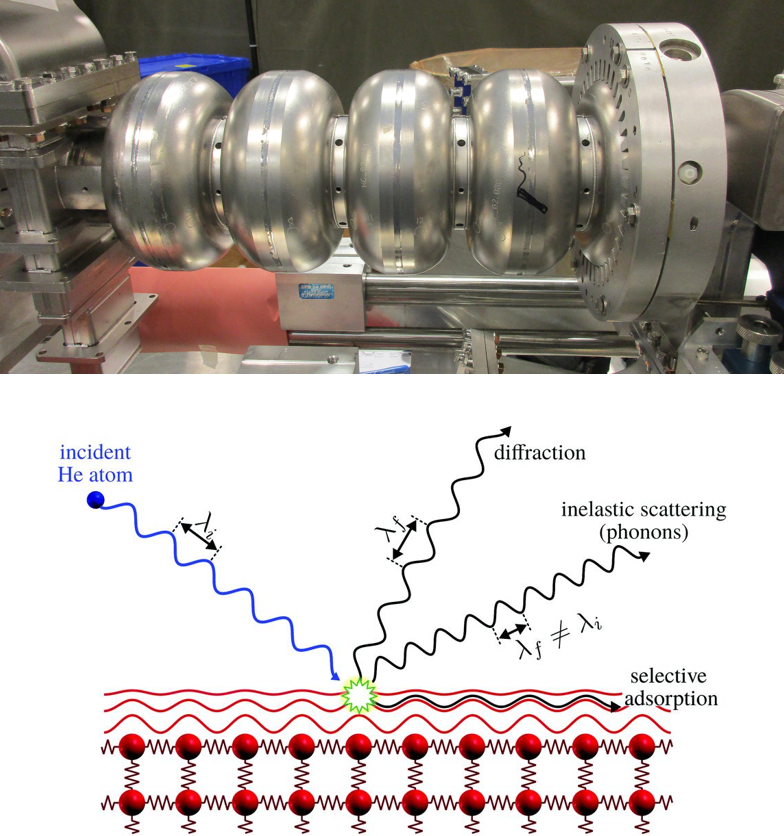 incident
He atom
λi
λf
diffraction
inelastic scattering
(phonons)
λf ≠ λi
selective
adsorption